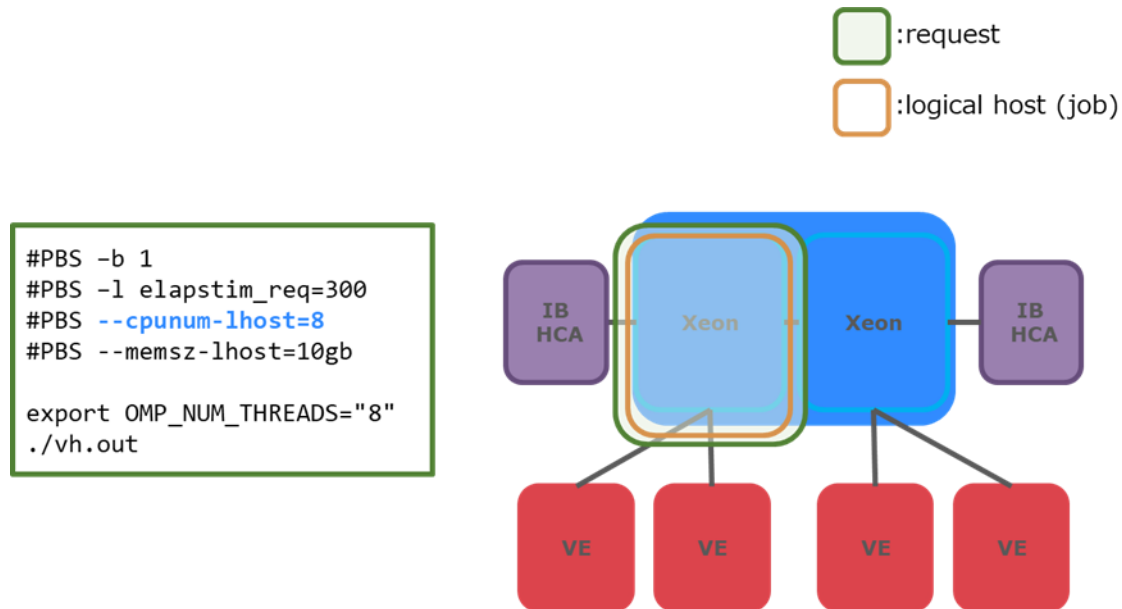 :request
:logical host (job)
#PBS –b 1
#PBS –l elapstim_req=300
#PBS --cpunum-lhost=8
#PBS --memsz-lhost=10gb
export OMP_NUM_THREADS="8"
./vh.out
IB
HCA
Xeon
Xeon
IB
HCA
VE
VE
VE
VE